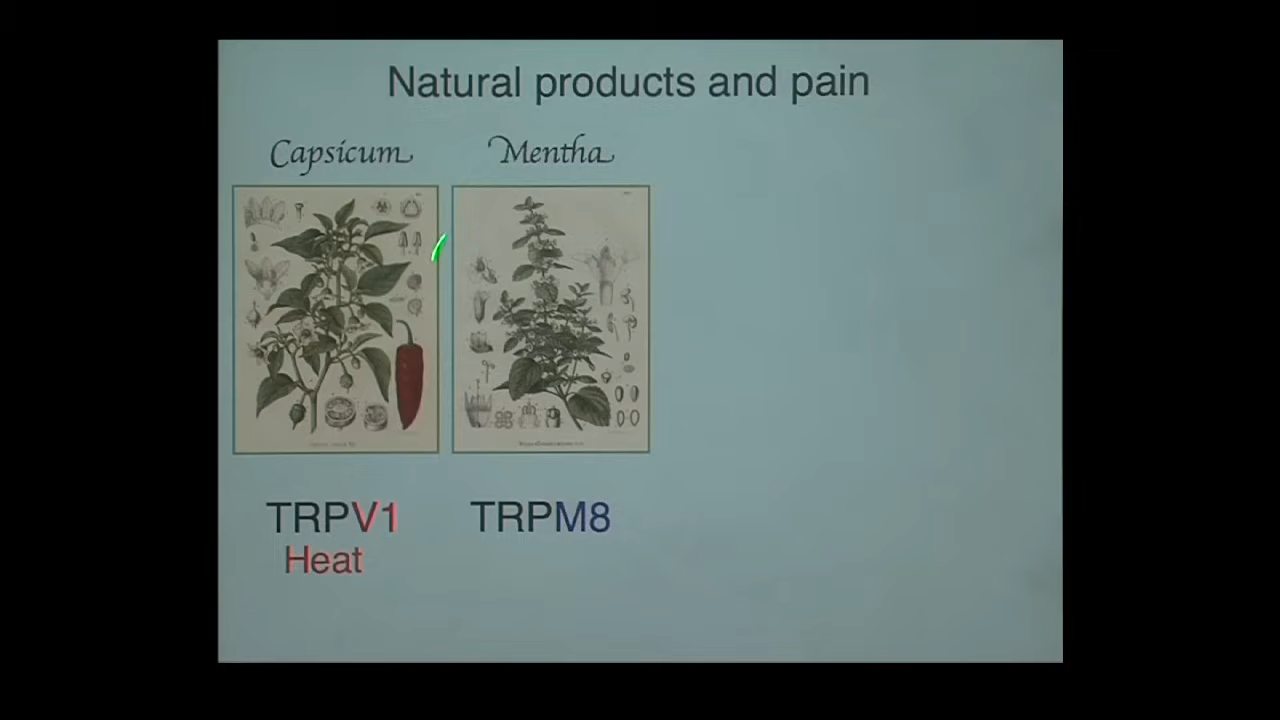 Natural products and pain
Capsicum
Mentha
TRPV1
Heat
TRPM8